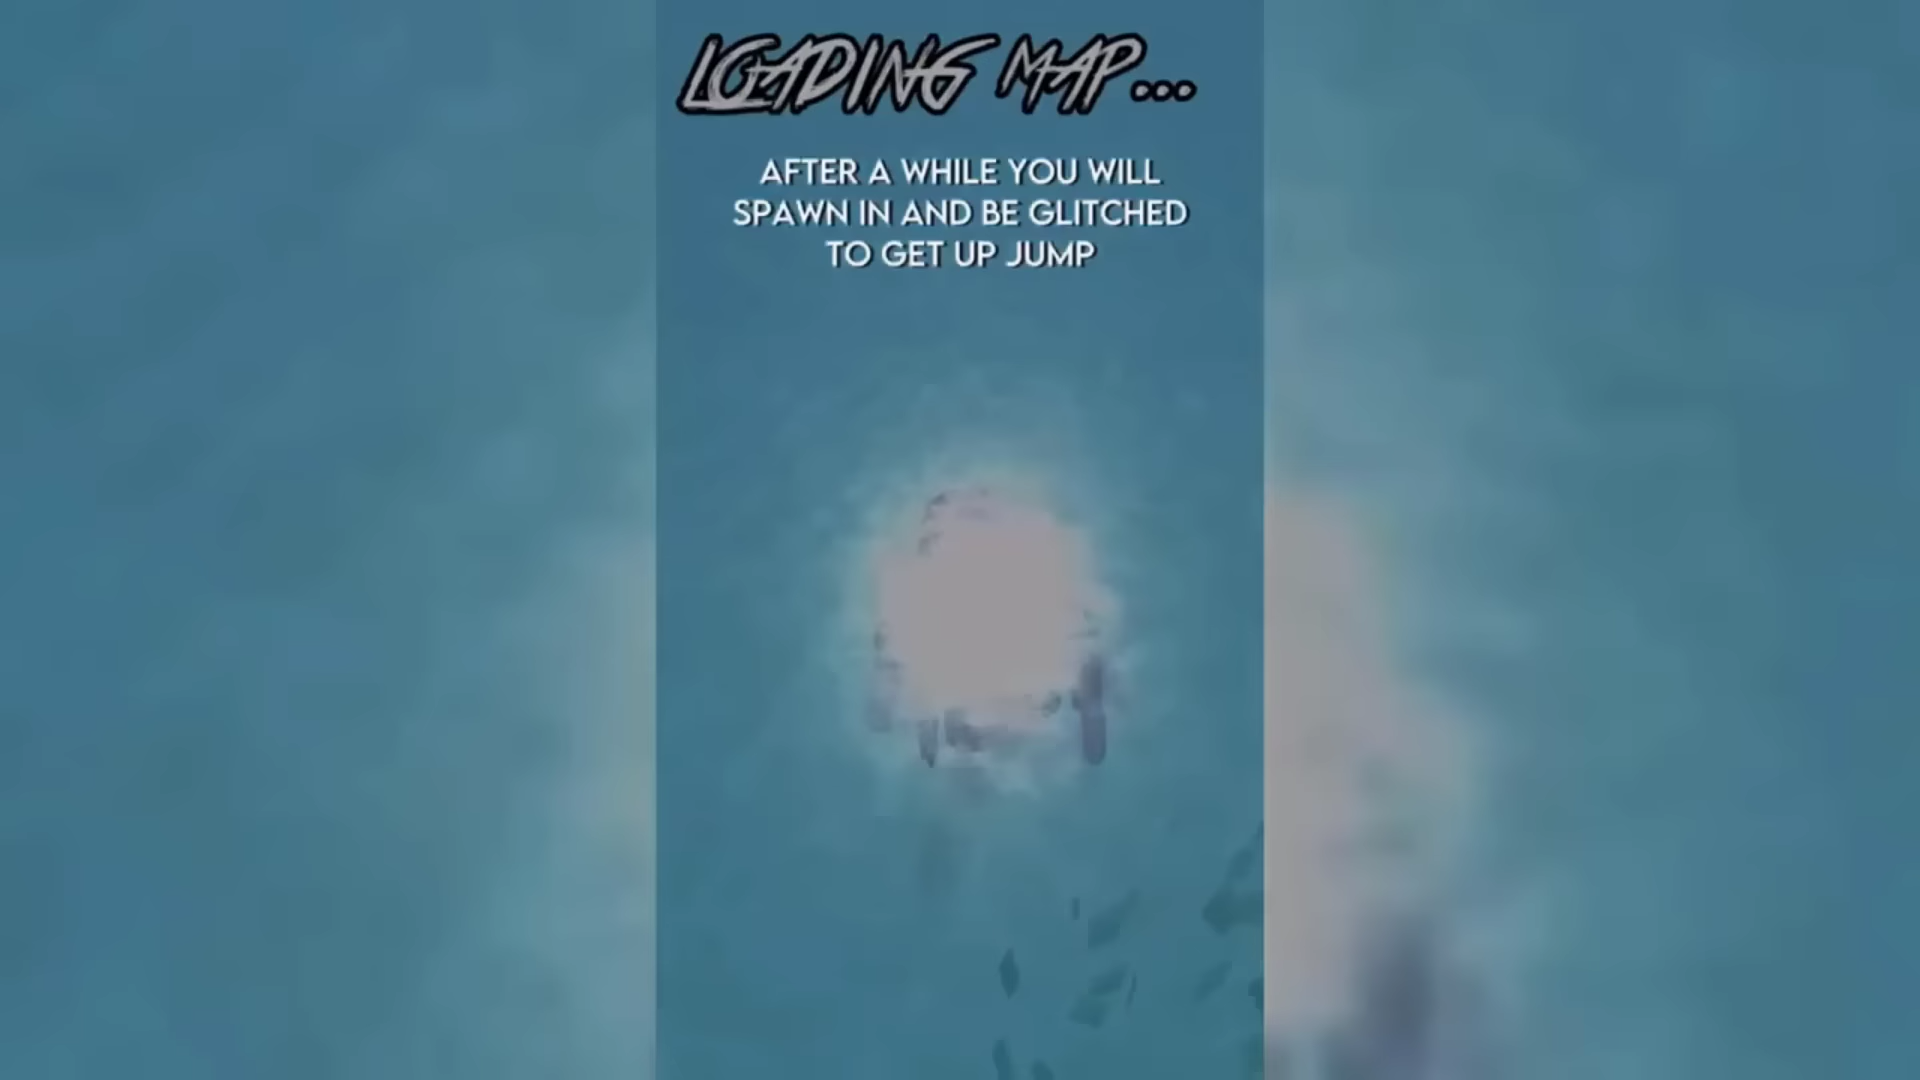 LOADING MAP...
AFTER A WHILE YOU WILL
SPAWN IN AND BE GLITCHED
TO GET UP JUMP